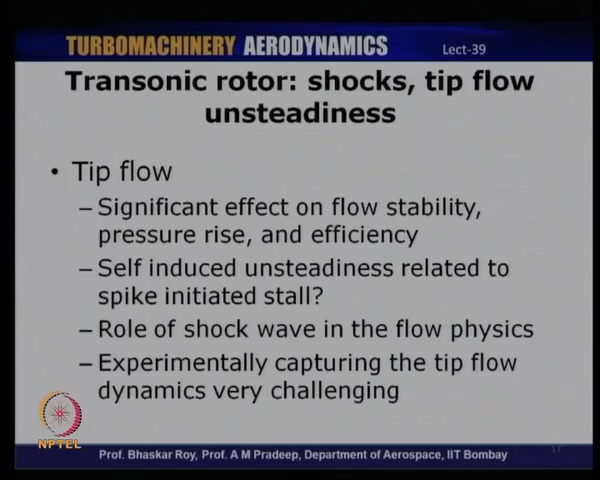 TURBOMACHINERY AERODYNAMICS
Lect-39
Transonic rotor: shocks, tip flow
unsteadiness
• Tip flow
– Significant effect on flow stability,
pressure rise, and efficiency
– Self induced unsteadiness related to
spike initiated stall?
– Role of shock wave in the flow physics
– Experimentally capturing the tip flow
dynamics very challenging
NPTEL
17
Prof. Bhaskar Roy, Prof. A M Pradeep, Department of Aerospace, IIT Bombay